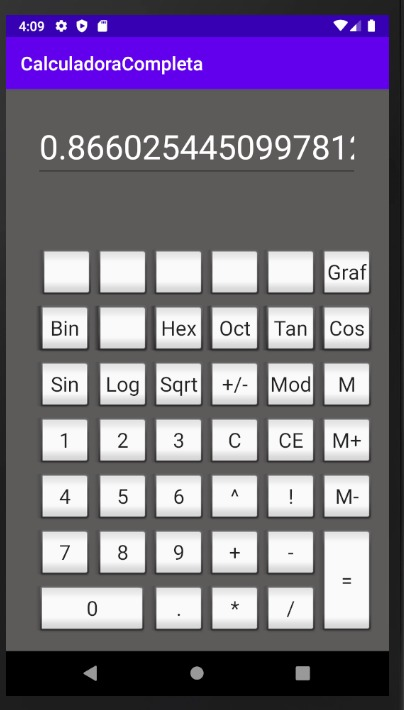 4:09
CalculadoraCompleta
0.8660254450997812
Graf
Bin Hex Oct Tan Cos
Sin Log Sqrt +/- Mod M
1 2 3 C CE M+
4 5 6 ^ ! M-
7 8 9 + - =
0 . * /